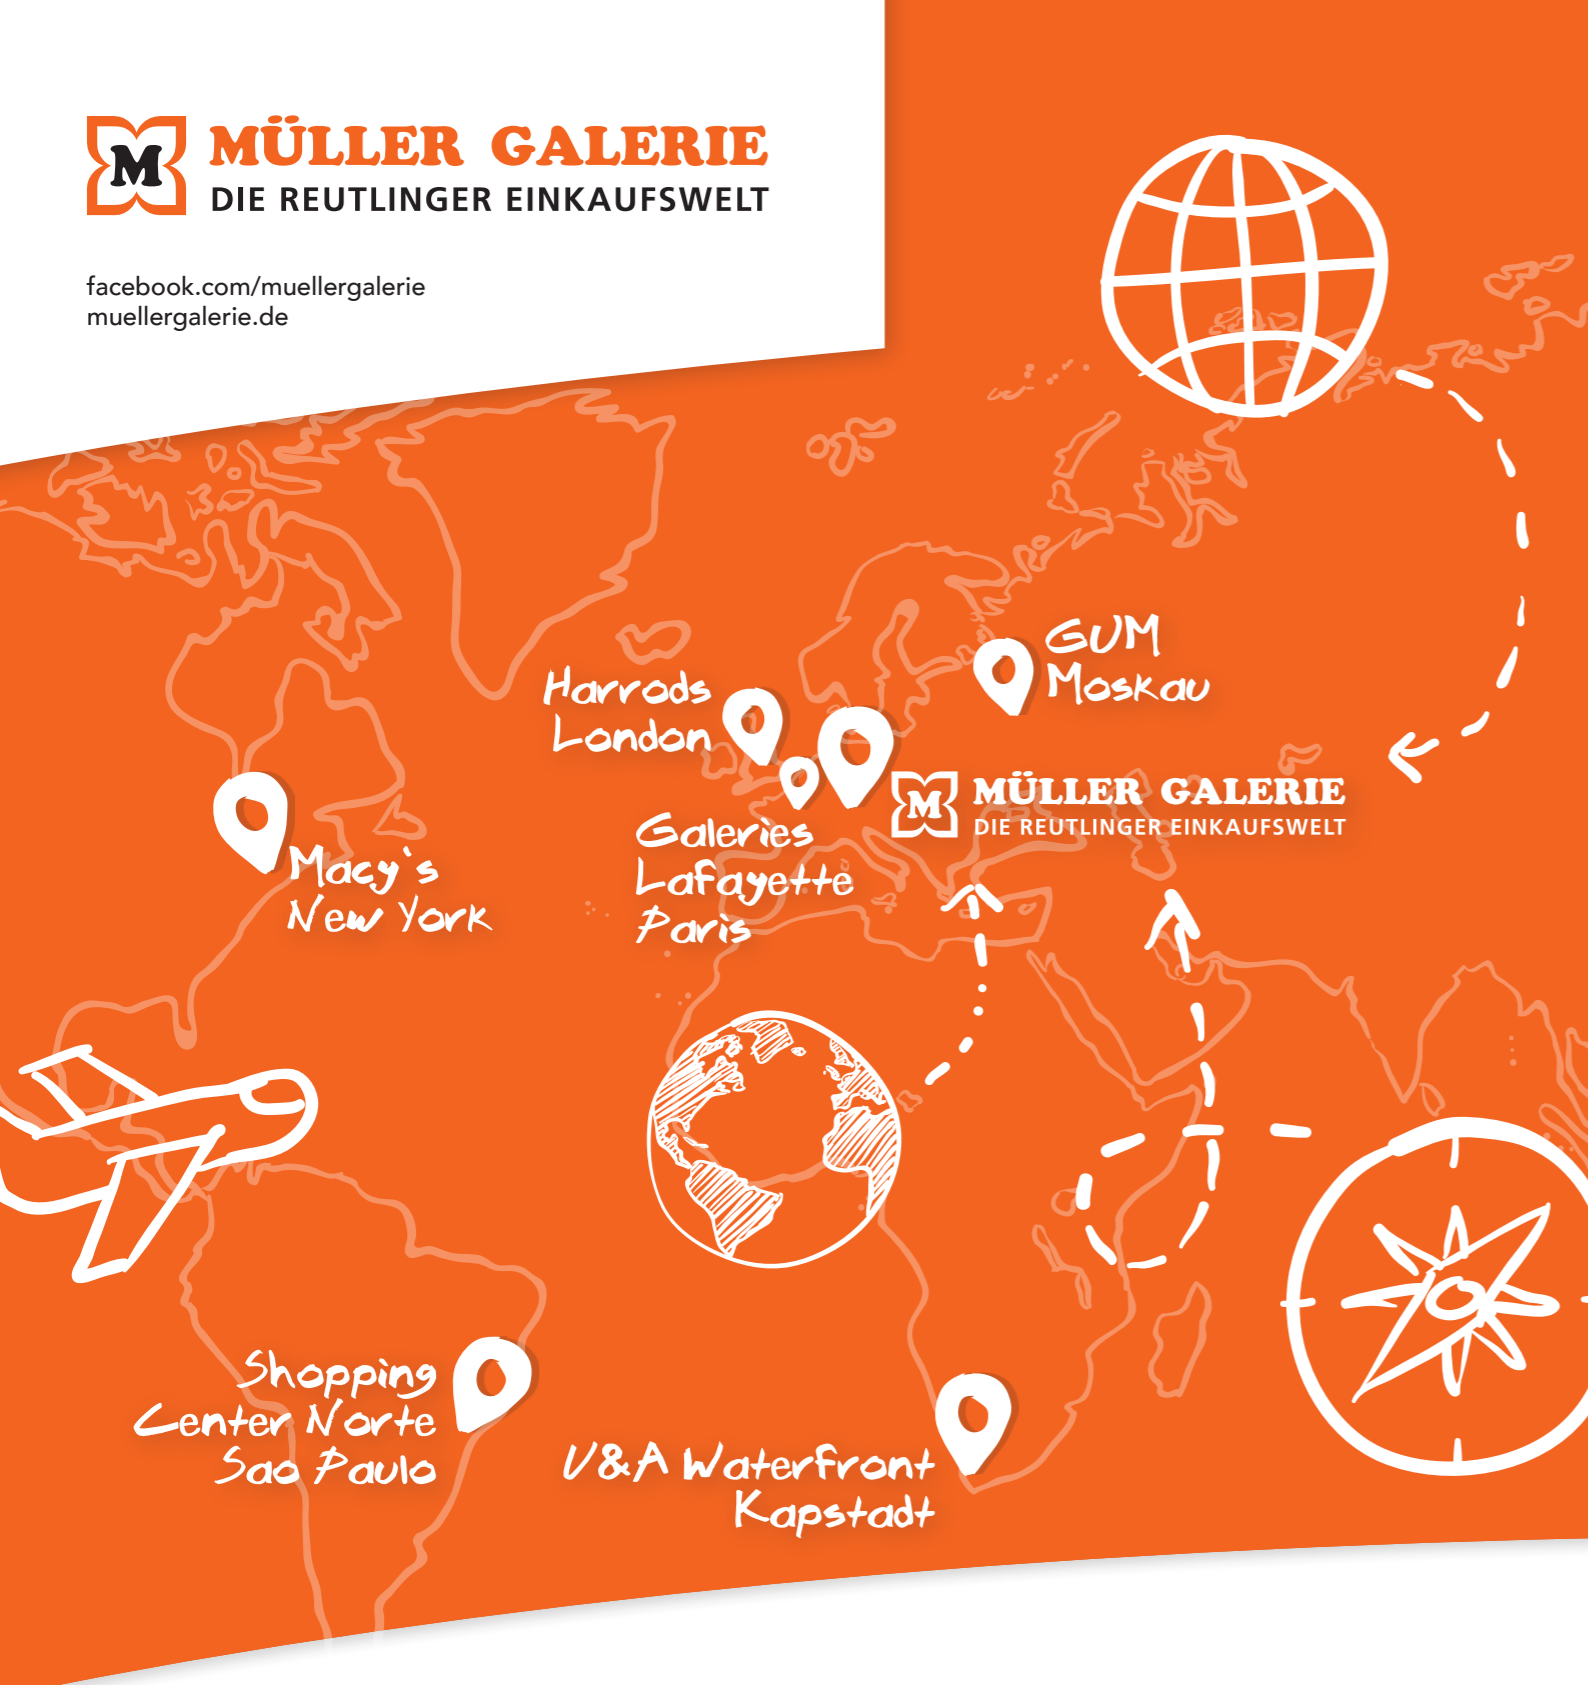 M
MÜLLER GALERIE
DIE REUTLINGER EINKAUFSWELT
facebook.com/muellergalerie
muellergalerie.de
GUM
Moskau
Harrods
London
M
MÜLLER GALERIE
DIE REUTLINGER EINKAUFSWELT
Galeries
Lafayette
Paris
Macy's
New York
Shopping
Center Norte
Sao Paulo
V&A Waterfront
Kapstadt